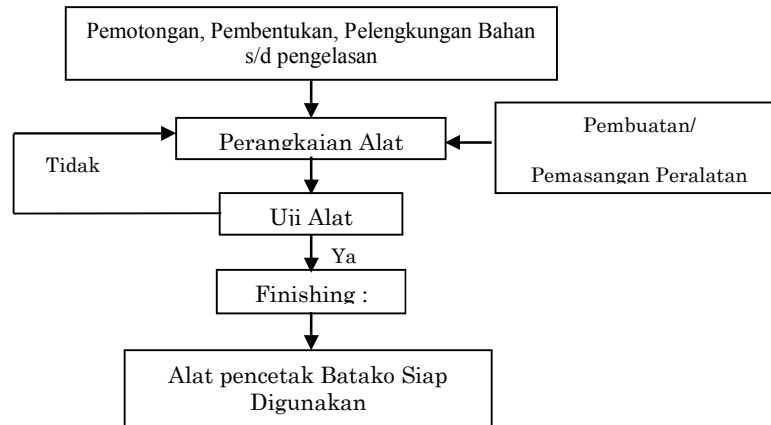 Pemotongan, Pembentukan, Pelengkungan Bahan
s/d pengelasan
Perangkaian Alat
Pembuatan/
Pemasangan Peralatan
Tidak
Uji Alat
Ya
Finishing :
Alat pencetak Batako Siap
Digunakan